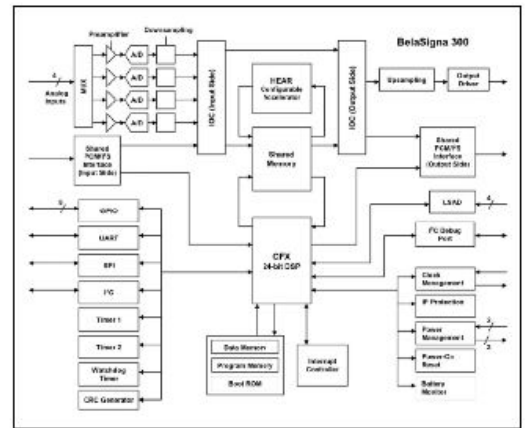 Preamplifier
Downsampling
BelaSigna 300
4
Analog
Inputs
MUX
A/D
A/D
A/D
A/D
IOC (Input Side)
HEAR
Configurable
Accelerator
IOC (Output Side)
Upsampling
Output
Driver
Shared
PCM/I²S
Interface
(Input Side)
Shared
Memory
Shared
PCM/I²S
Interface
(Output Side)
GPIO
UART
SPI
I²C
Timer 1
Timer 2
Watchdog
Timer
CRC Generator
CFX
24-bit DSP
LSAD
4
I²C Debug
Port
Clock
Management
IP Protection
Power
Management
Power-On
Reset
Battery
Monitor
Data Memory
Program Memory
Boot ROM
Interrupt
Controller